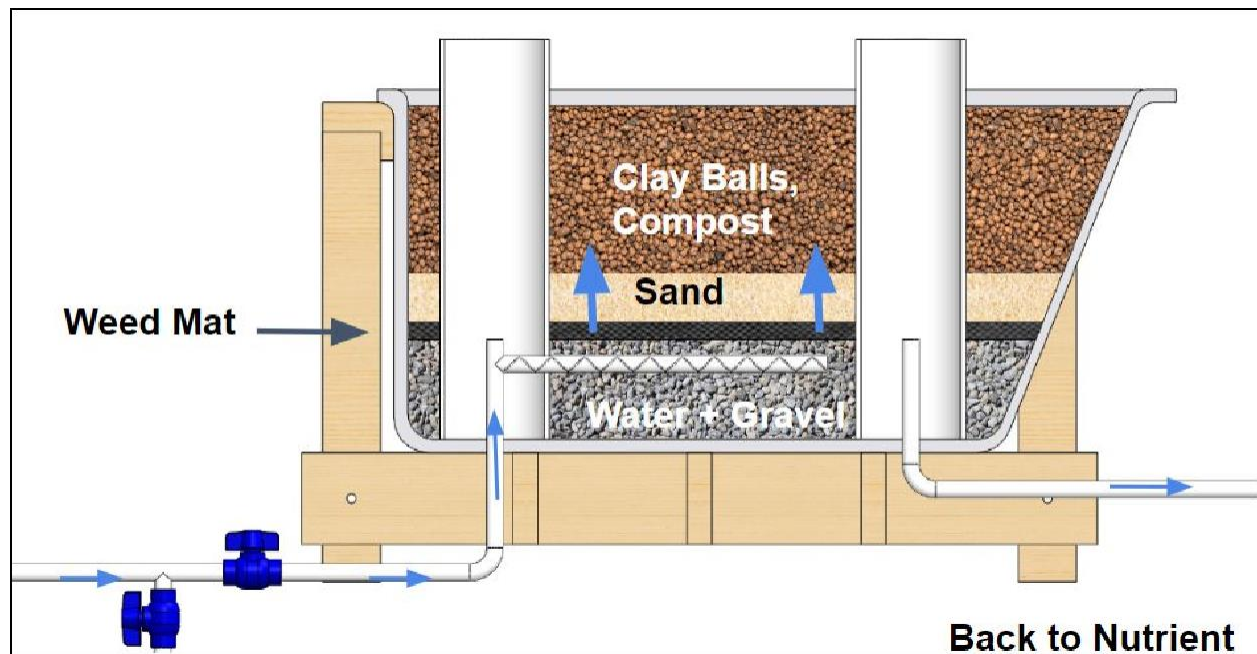 Clay Balls,
Compost
Sand
Weed Mat
Water + Gravel
Back to Nutrient